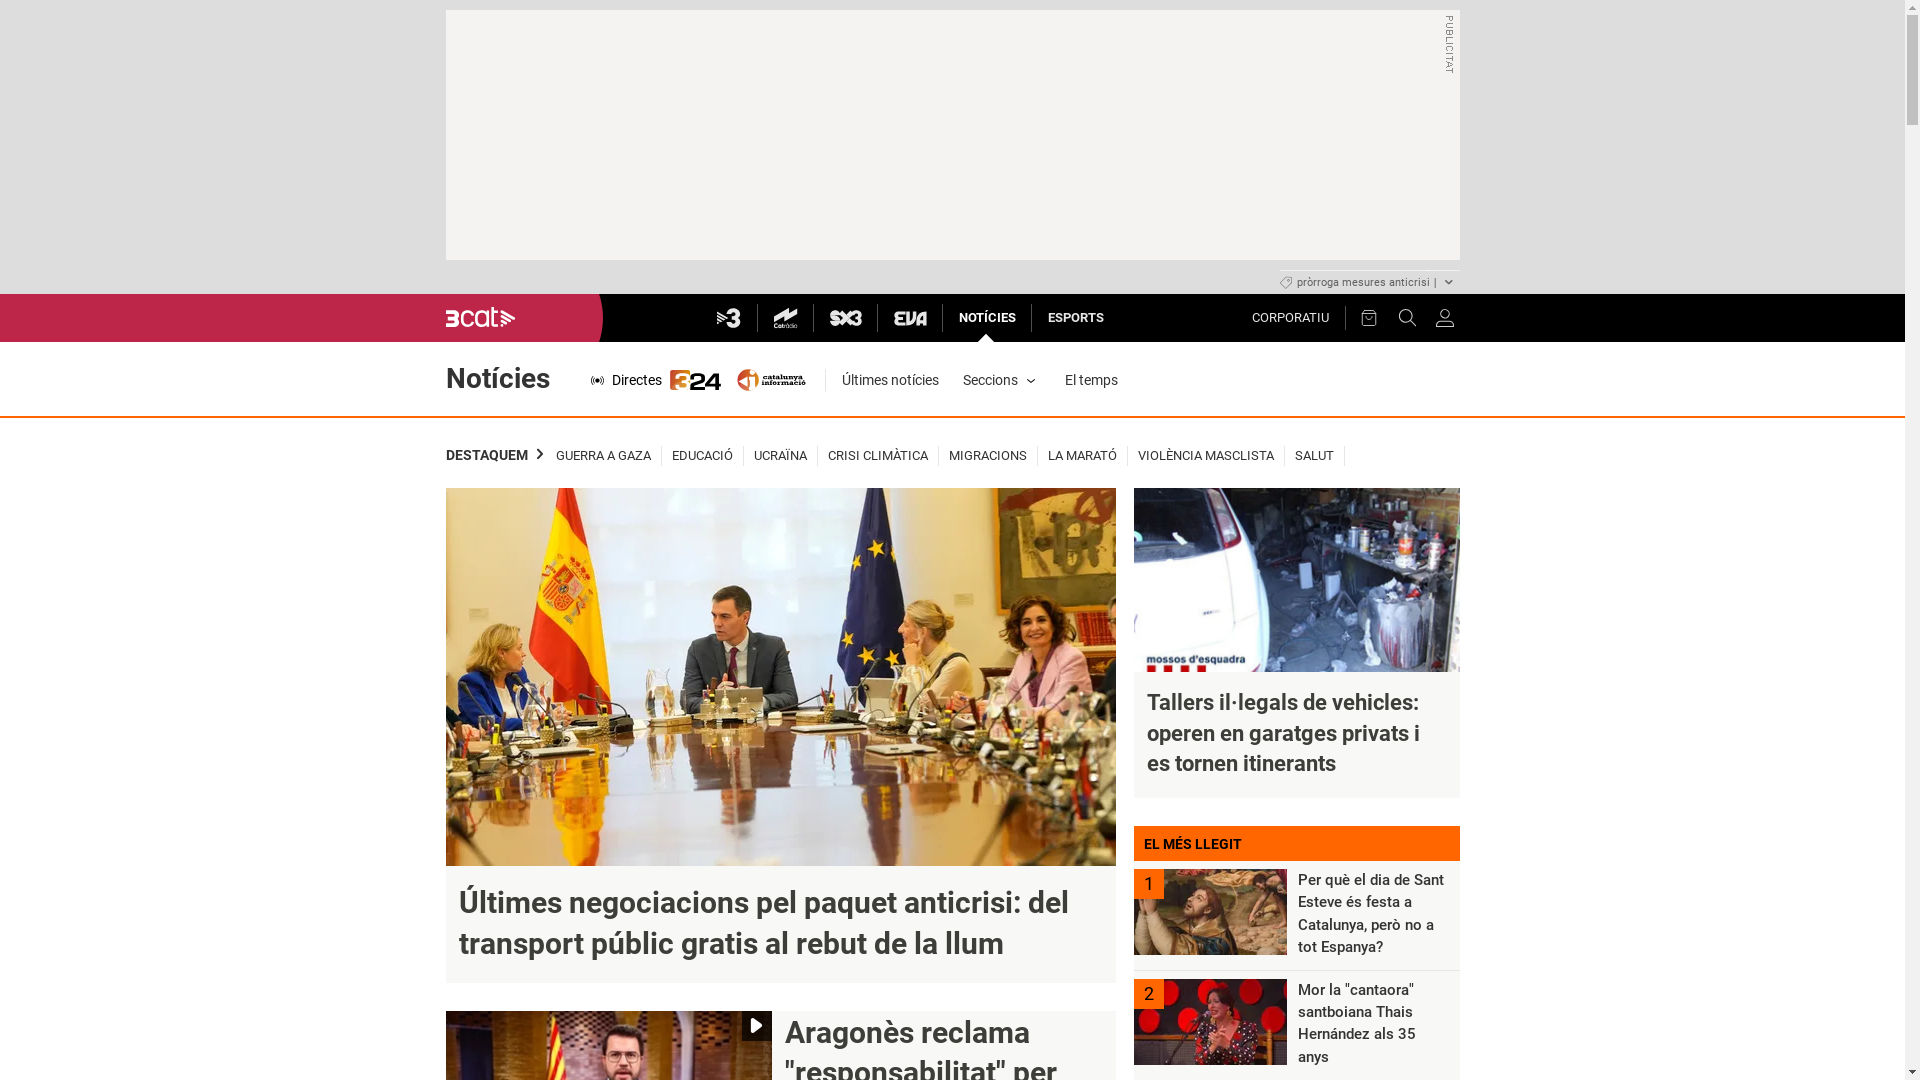 PUBLICITAT
pròrroga mesures anticrisi |
3cat
3
Catràdio
SX3
EVA
NOTÍCIES
ESPORTS
CORPORATIU
Notícies
Directes
324
catalunya
informació
Últimes notícies
Seccions
El temps
DESTAQUEM
GUERRA A GAZA
EDUCACIÓ
UCRAÏNA
CRISI CLIMÀTICA
MIGRACIONS
LA MARATÓ
VIOLÈNCIA MASCLISTA
SALUT
mossos d'esquadra
Tallers il·legals de vehicles:
operen en garatges privats i
es tornen itinerants
Últimes negociacions pel paquet anticrisi: del
transport públic gratis al rebut de la llum
EL MÉS LLEGIT
1
Per què el dia de Sant
Esteve és festa a
Catalunya, però no a
tot Espanya?
2
Mor la "cantaora"
santboiana Thais
Hernández als 35
anys
Aragonès reclama
"responsabilitat" per